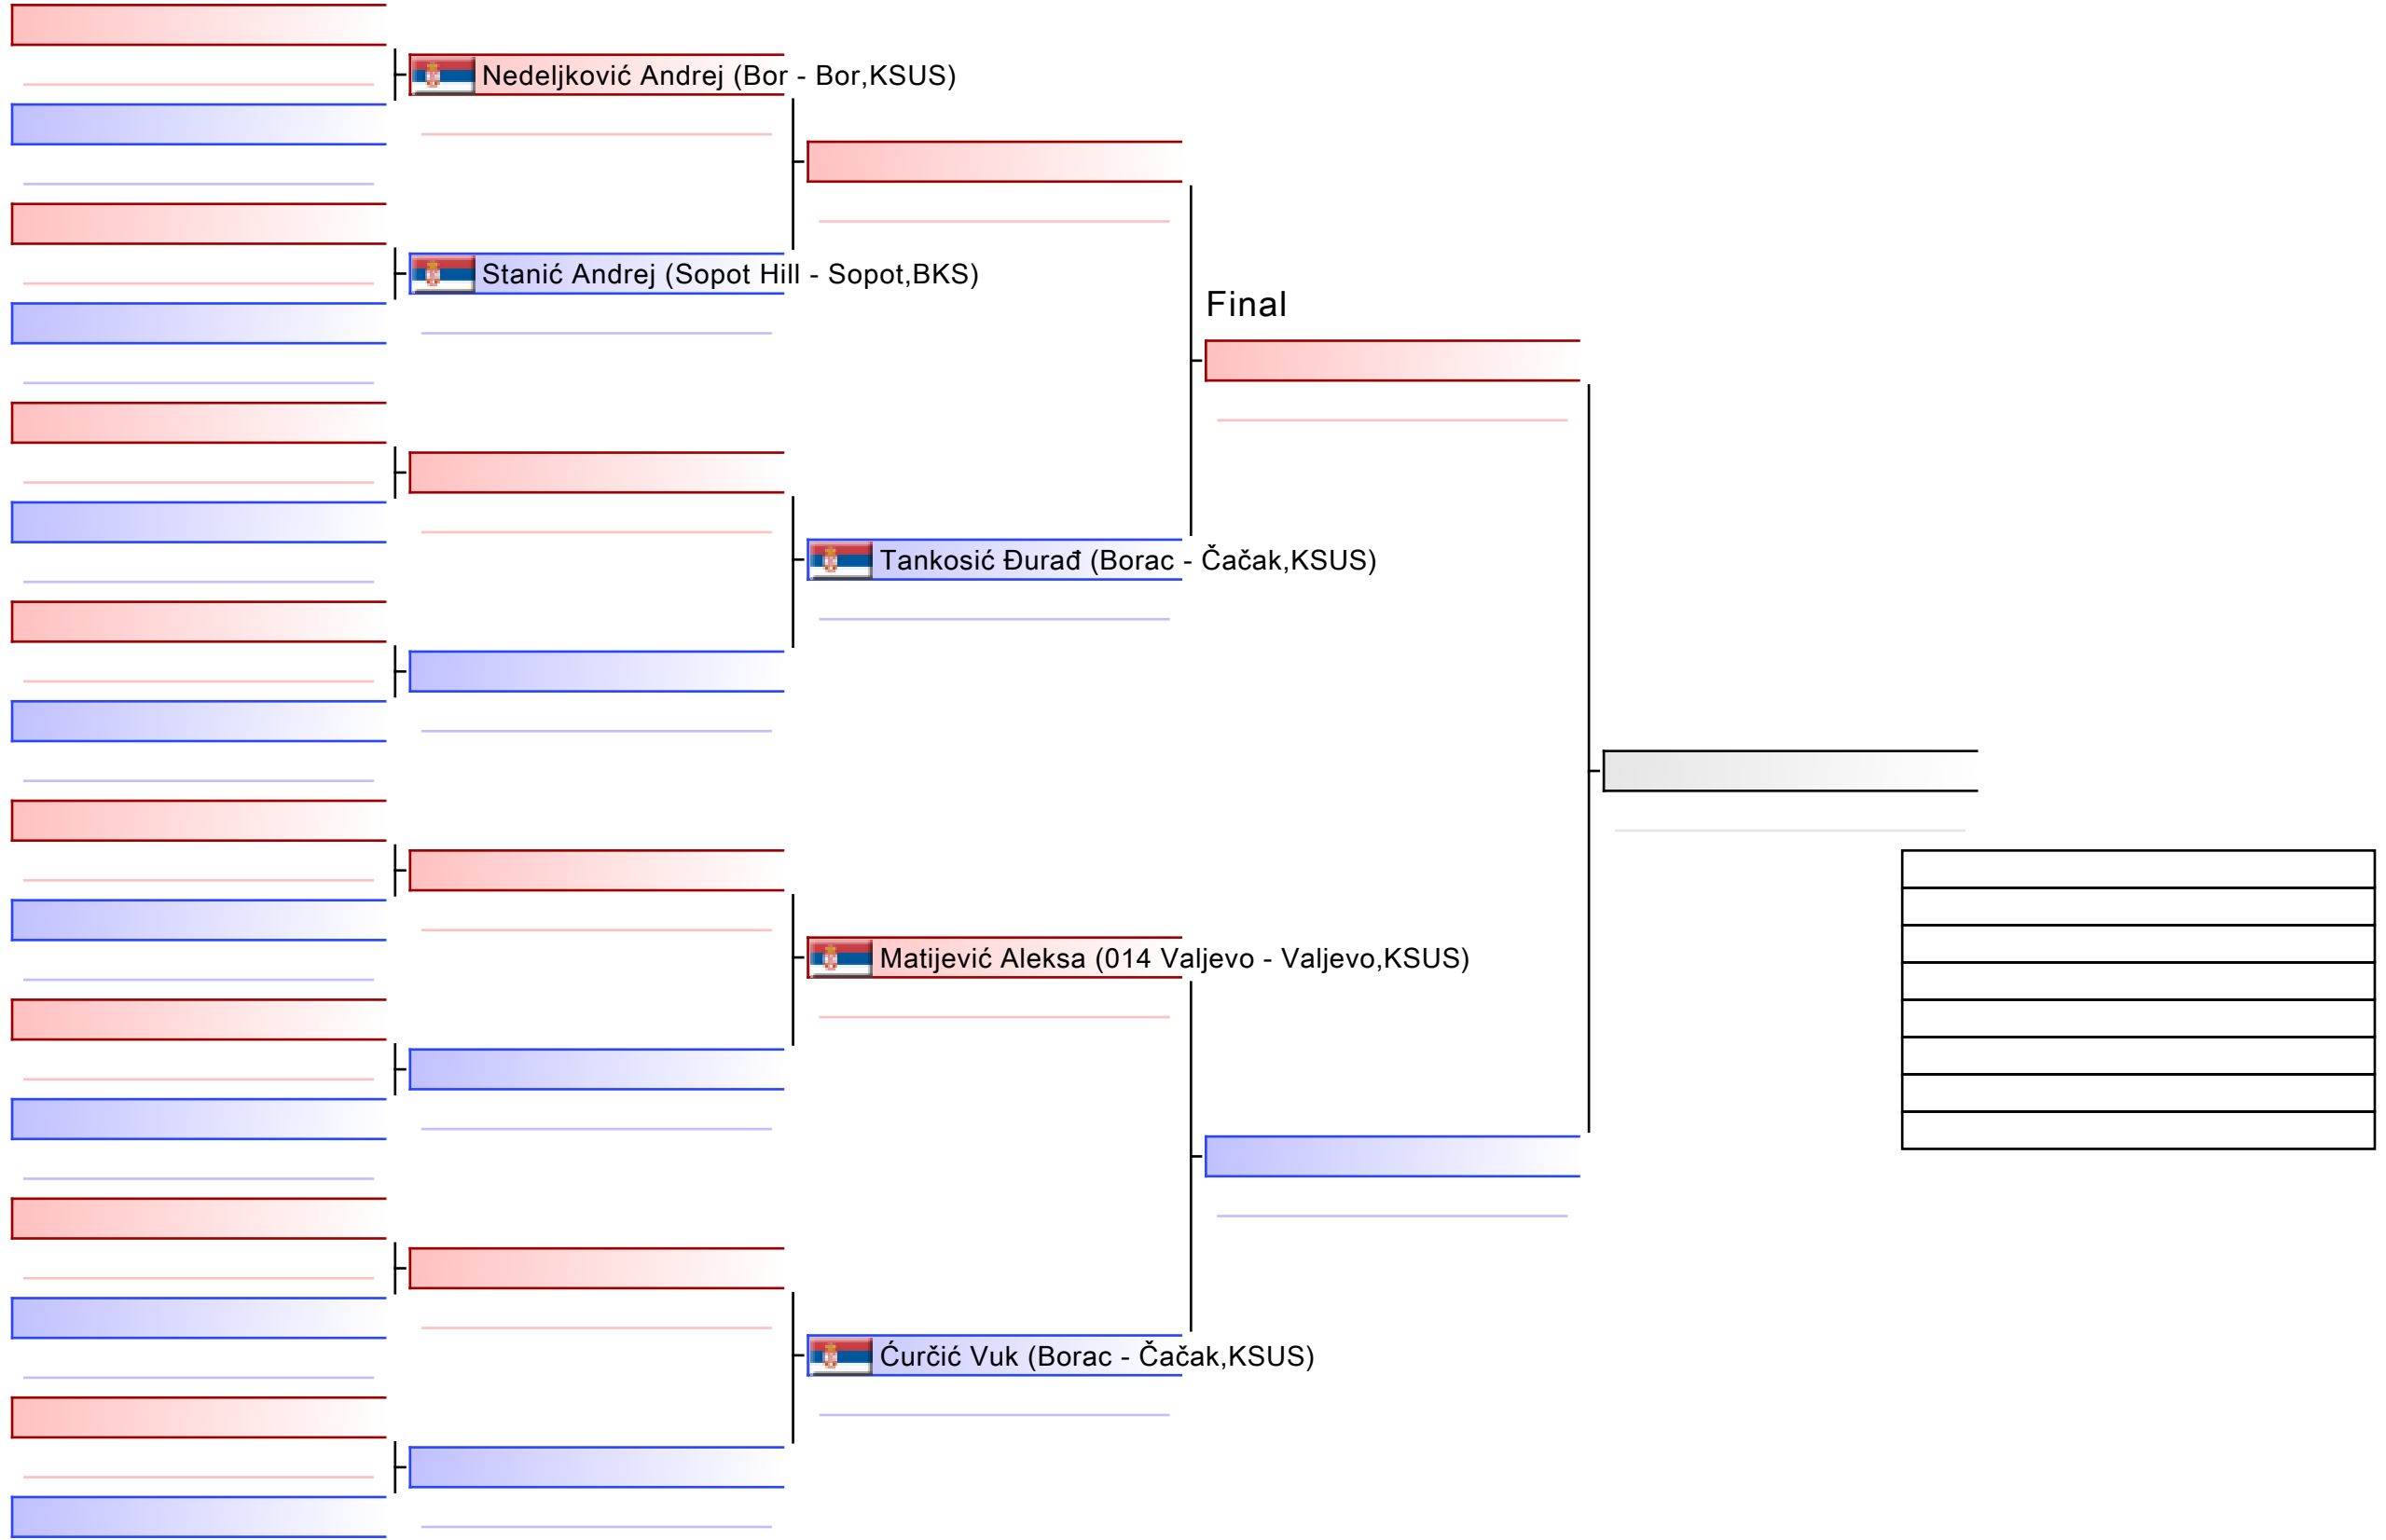 Nedeljković Andrej (Bor - Bor,KSUS)
Stanić Andrej (Sopot Hill - Sopot,BKS)
Final
Tankosić Đurađ (Borac - Čačak,KSUS)
Matijević Aleksa (014 Valjevo - Valjevo,KSUS)
Ćurčić Vuk (Borac - Čačak,KSUS)